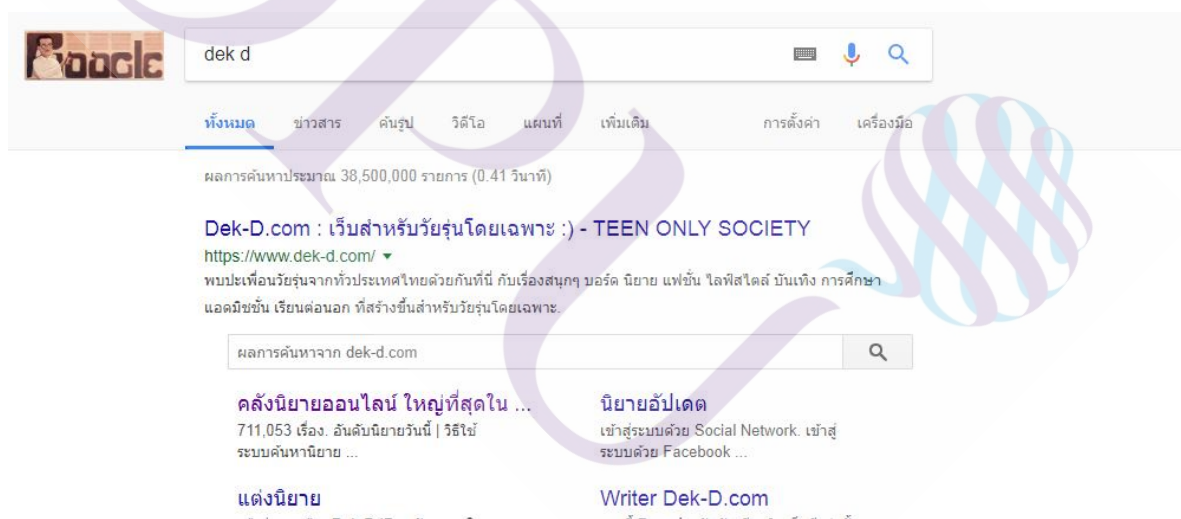 Google
dek d
ทั้งหมด ข่าวสาร ค้นรูป วิดีโอ แผนที่ เพิ่มเติม การตั้งค่า เครื่องมือ
ผลการค้นหาประมาณ 38,500,000 รายการ (0.41 วินาที)
Dek-D.com : เว็บสำหรับวัยรุ่นโดยเฉพาะ :) - TEEN ONLY SOCIETY
https://www.dek-d.com/
พบปะเพื่อนวัยรุ่นจากทั่วประเทศไทยด้วยกันที่นี่ กับเรื่องสนุกๆ บอร์ด นิยาย แฟชั่น ไลฟ์สไตล์ บันเทิง การศึกษา
แอดมิชชั่น เรียนต่อนอก ที่สร้างขึ้นสำหรับวัยรุ่นโดยเฉพาะ.
ผลการค้นหาจาก dek-d.com
คลังนิยายออนไลน์ ใหญ่ที่สุดใน ...
711,053 เรื่อง. อันดับนิยายวันนี้ | วิธีใช้
ระบบค้นหานิยาย ...
นิยายอัปเดต
เข้าสู่ระบบด้วย Social Network. เข้าสู่
ระบบด้วย Facebook ...
แต่งนิยาย
Writer Dek-D.com